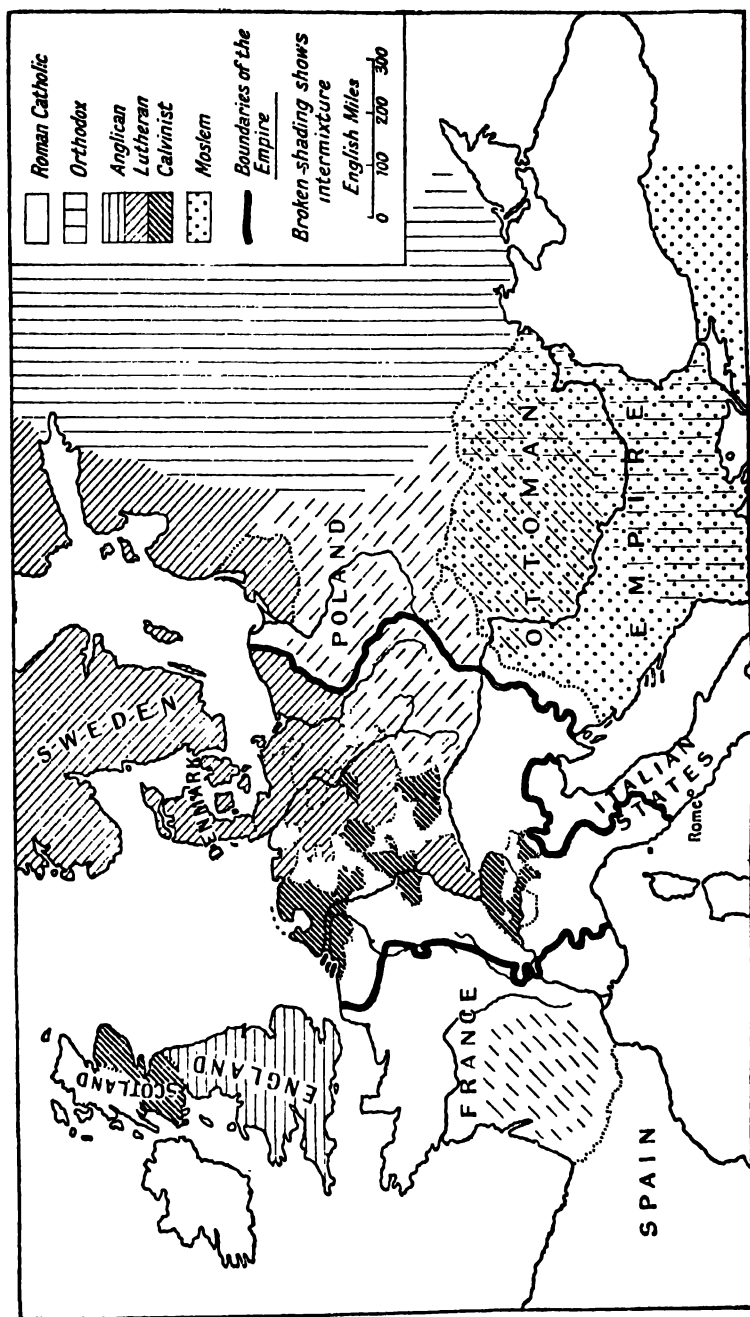 Roman Catholic
Orthodox
Anglican
Lutheran
Calvinist
Moslem
Boundaries of the
Empire
Broken shading shows
intermixture
English Miles
0 100 200 300
SWEDEN
DENMARK
SCOTLAND
ENGLAND
POLAND
FRANCE
OTTOMAN
EMPIRE
ITALIAN
STATES
Rome
SPAIN